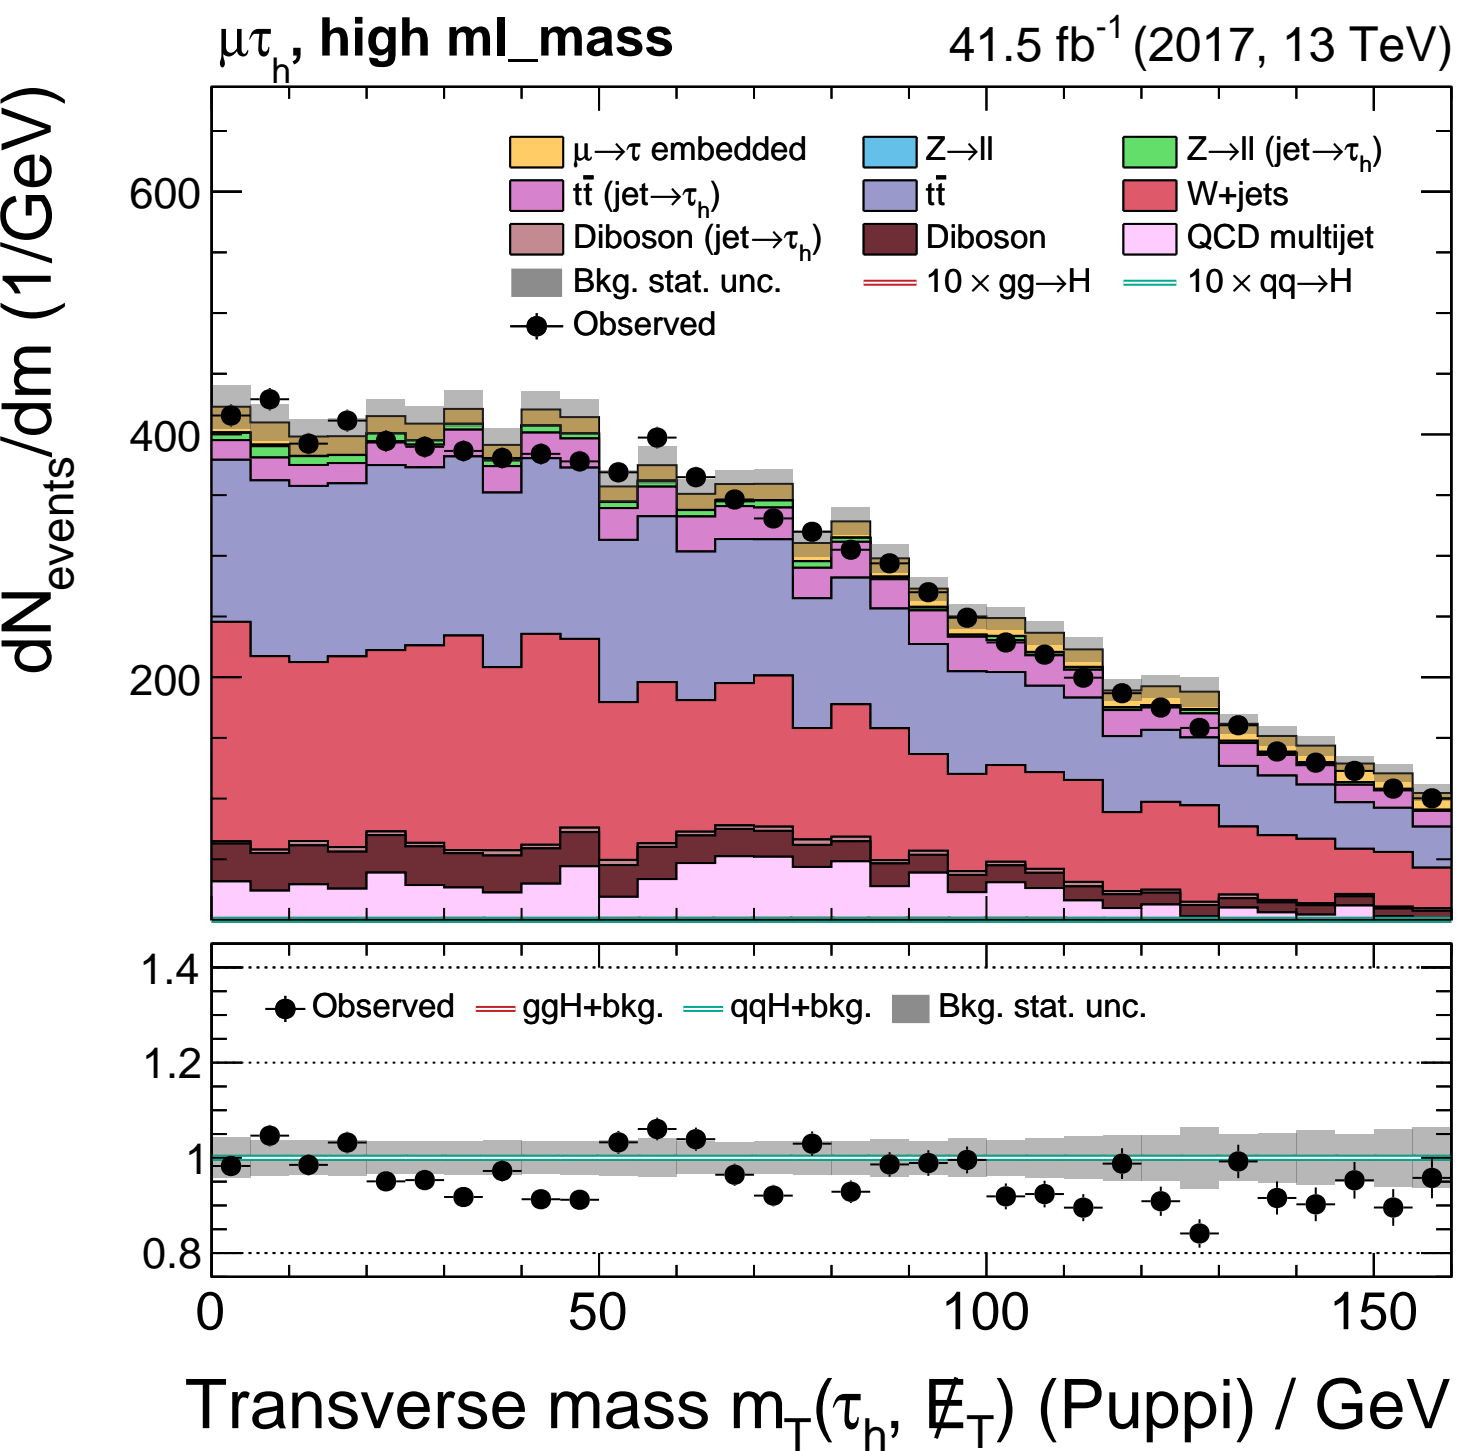 μτh, high ml_mass 41.5 fb-1 (2017, 13 TeV)
dNevents/dm (1/GeV)
μ→τ embedded Z→ll Z→ll (jet→τh)
tt̄ (jet→τh) tt̄ W+jets
Diboson (jet→τh) Diboson QCD multijet
Bkg. stat. unc. 10 × gg→H 10 × qq→H
Observed
600
400
200
1.4
Observed ggH+bkg. qqH+bkg. Bkg. stat. unc.
1.2
1
0.8
0 50 100 150
Transverse mass mT(τh, E̸T) (Puppi) / GeV